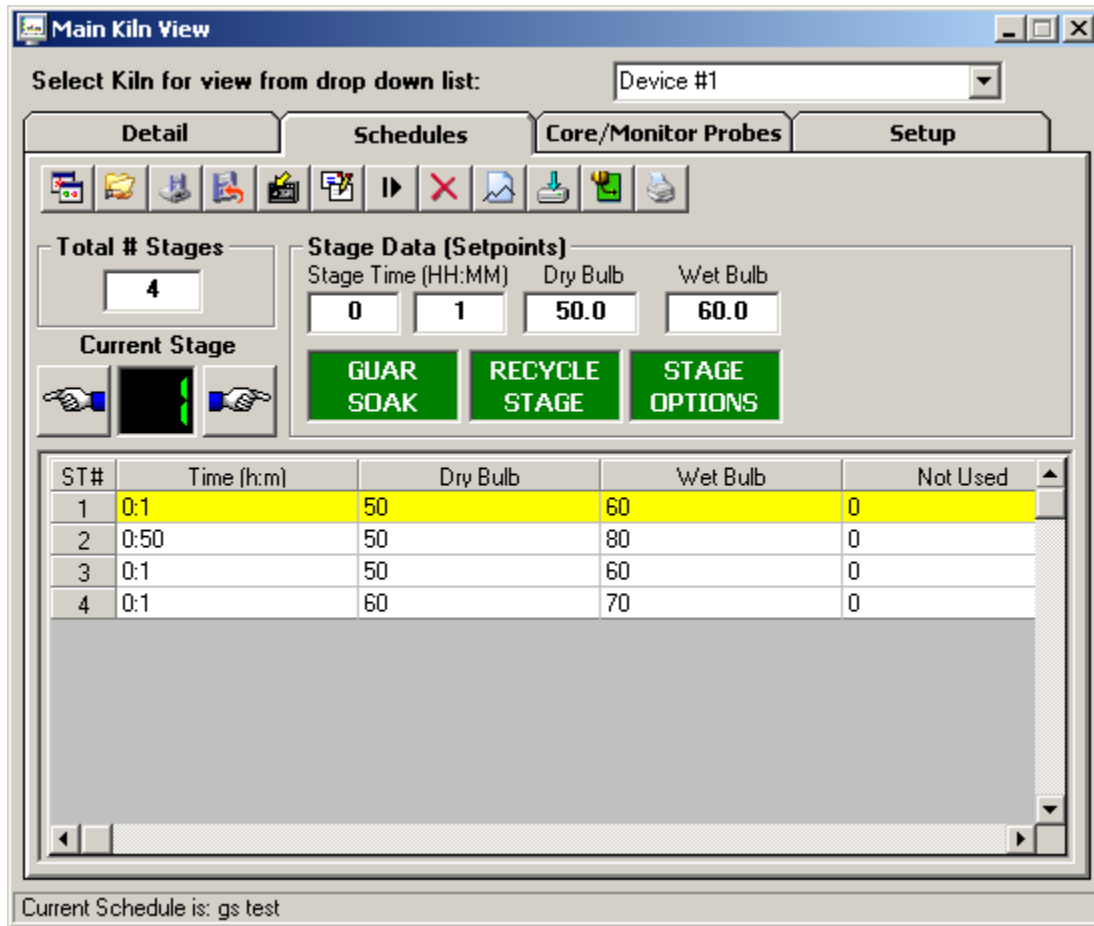 Main Kiln View
Select Kiln for view from drop down list: Device #1
Detail Schedules Core/Monitor Probes Setup
Total # Stages
4
Current Stage
1
Stage Data (Setpoints)
Stage Time (HH:MM) Dry Bulb Wet Bulb
0 1 50.0 60.0
GUAR SOAK
RECYCLE STAGE
STAGE OPTIONS
ST# Time (h:m) Dry Bulb Wet Bulb Not Used
1 0:1 50 60 0
2 0:50 50 80 0
3 0:1 50 60 0
4 0:1 60 70 0
Current Schedule is: gs test